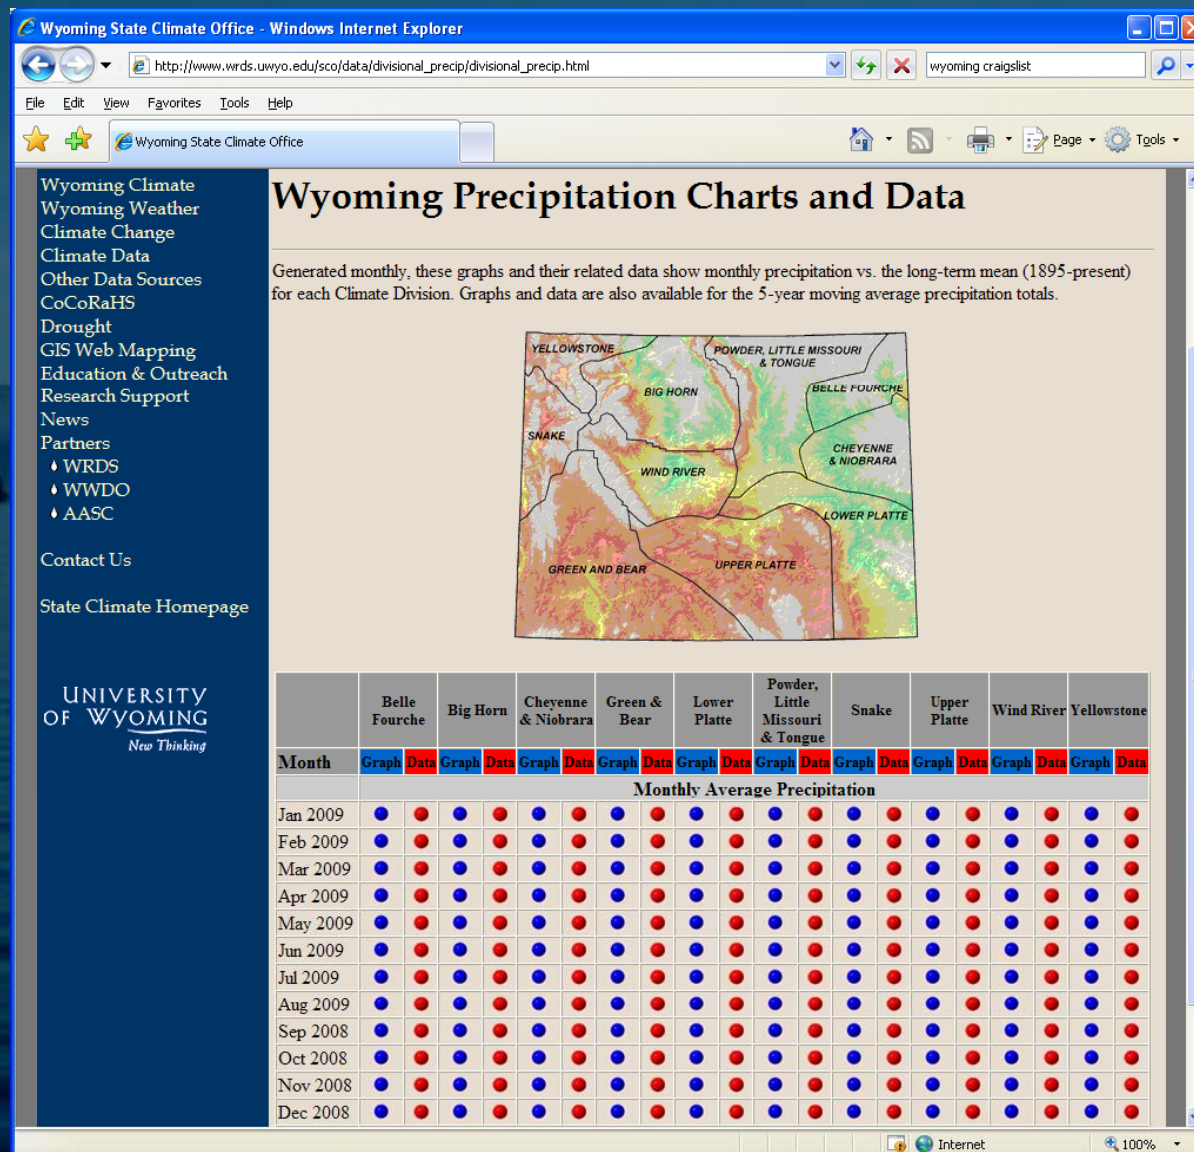 Wyoming State Climate Office - Windows Internet Explorer
http://www.wrds.uwyo.edu/sco/data/divisional_precip/divisional_precip.html
wyoming craigslist
File Edit View Favorites Tools Help
Wyoming State Climate Office
Page Tools
Wyoming Climate
Wyoming Weather
Climate Change
Climate Data
Other Data Sources
CoCoRaHS
Drought
GIS Web Mapping
Education & Outreach
Research Support
News
Partners
WRDS
WWDO
AASC
Contact Us
State Climate Homepage
UNIVERSITY
OF WYOMING
New Thinking
Wyoming Precipitation Charts and Data
Generated monthly, these graphs and their related data show monthly precipitation vs. the long-term mean (1895-present)
for each Climate Division. Graphs and data are also available for the 5-year moving average precipitation totals.
YELLOWSTONE
POWDER, LITTLE MISSOURI
& TONGUE
BIG HORN
BELLE FOURCHE
SNAKE
CHEYENNE
& NIOBRARA
WIND RIVER
LOWER PLATTE
GREEN AND BEAR
UPPER PLATTE
Belle
Fourche
Big Horn
Cheyenne
& Niobrara
Green &
Bear
Lower
Platte
Powder,
Little
Missouri
& Tongue
Snake
Upper
Platte
Wind River
Yellowstone
Month Graph Data Graph Data Graph Data Graph Data Graph Data Graph Data Graph Data Graph Data Graph Data Graph Data
Monthly Average Precipitation
Jan 2009
Feb 2009
Mar 2009
Apr 2009
May 2009
Jun 2009
Jul 2009
Aug 2009
Sep 2008
Oct 2008
Nov 2008
Dec 2008
Internet
100%